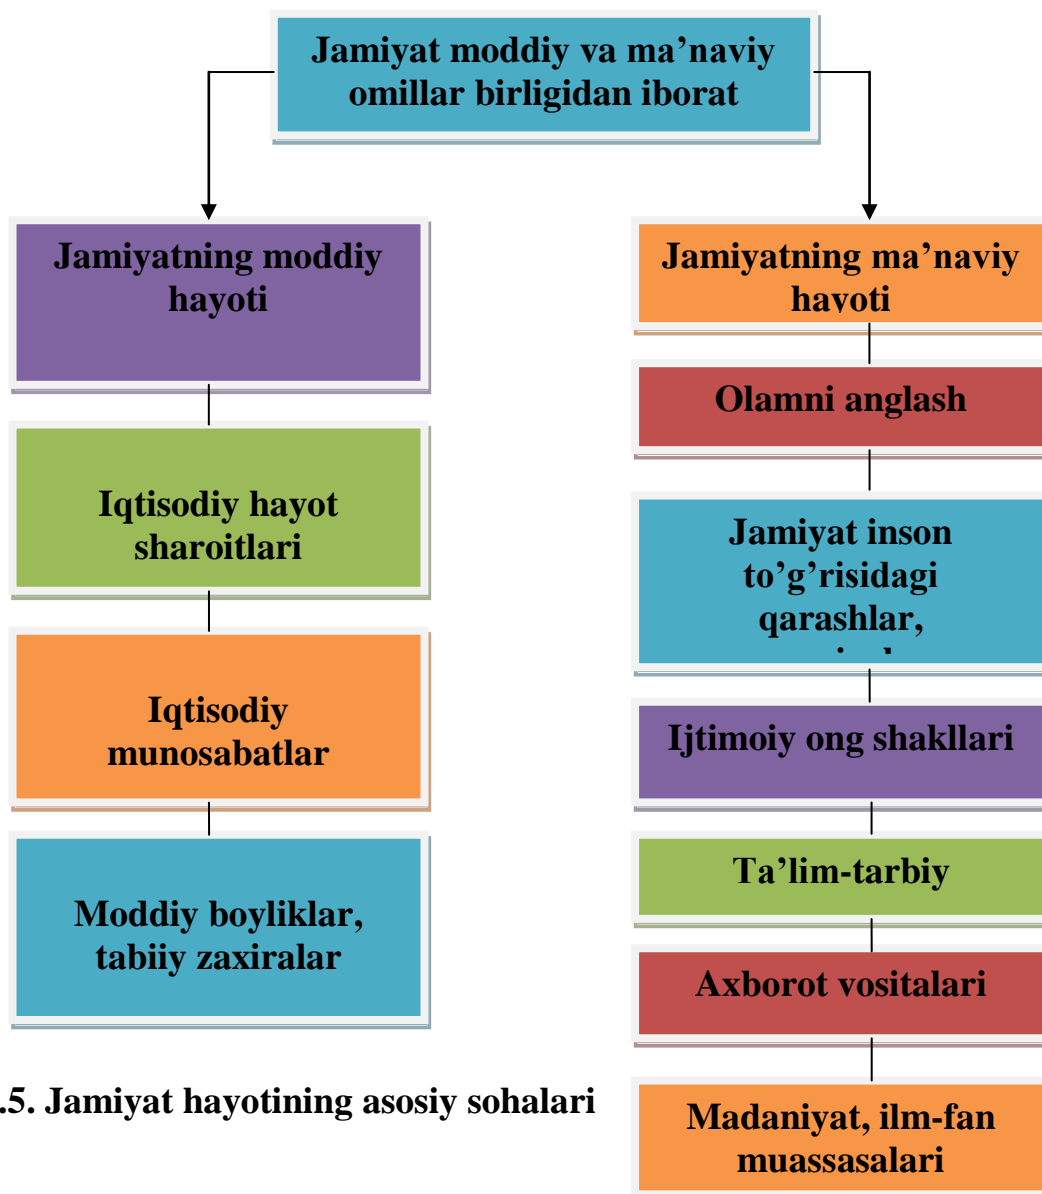 Jamiyat moddiy va ma’naviy
omillar birligidan iborat
Jamiyatning moddiy
hayoti
Iqtisodiy hayot
sharoitlari
Iqtisodiy
munosabatlar
Moddiy boyliklar,
tabiiy zaxiralar
Jamiyatning ma’naviy
hayoti
Olamni anglash
Jamiyat inson
to’g’risidagi
qarashlar,
Ijtimoiy ong shakllari
Ta’lim-tarbiy
Axborot vositalari
Madaniyat, ilm-fan
muassasalari
.5. Jamiyat hayotining asosiy sohalari